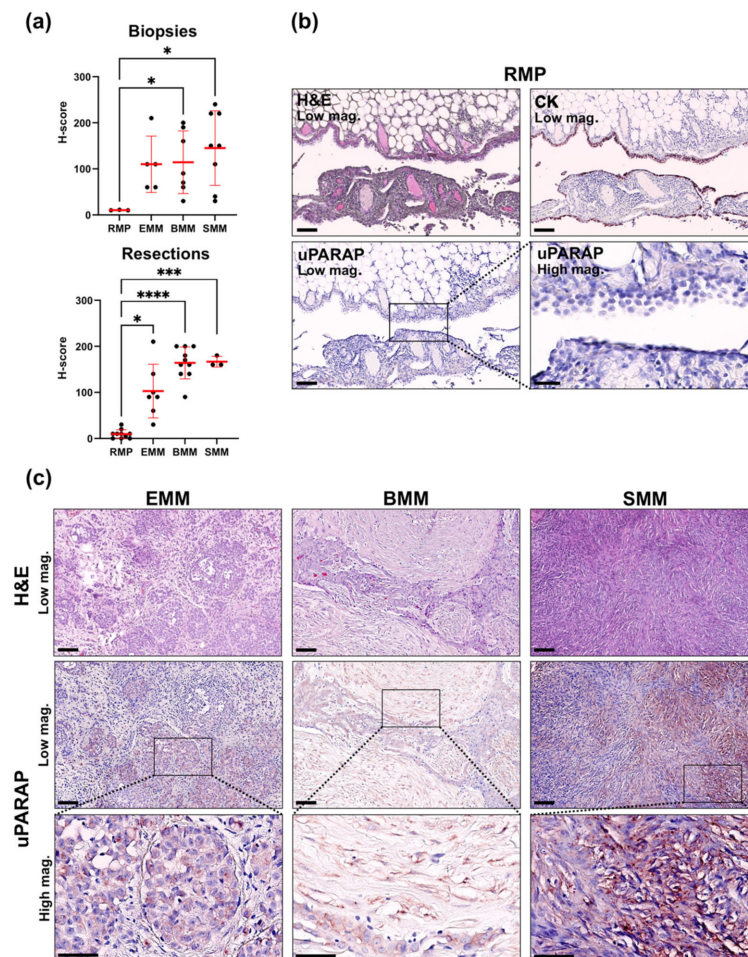 (a)
Biopsies
*
*
H-score
300
200
100
0
RMP EMM BMM SMM
Resections
***
****
*
H-score
300
200
100
0
RMP EMM BMM SMM
(b)
RMP
H&E
Low mag.
CK
Low mag.
uPARAP
Low mag.
uPARAP
High mag.
(c)
EMM BMM SMM
H&E
Low mag.
uPARAP
Low mag.
High mag.